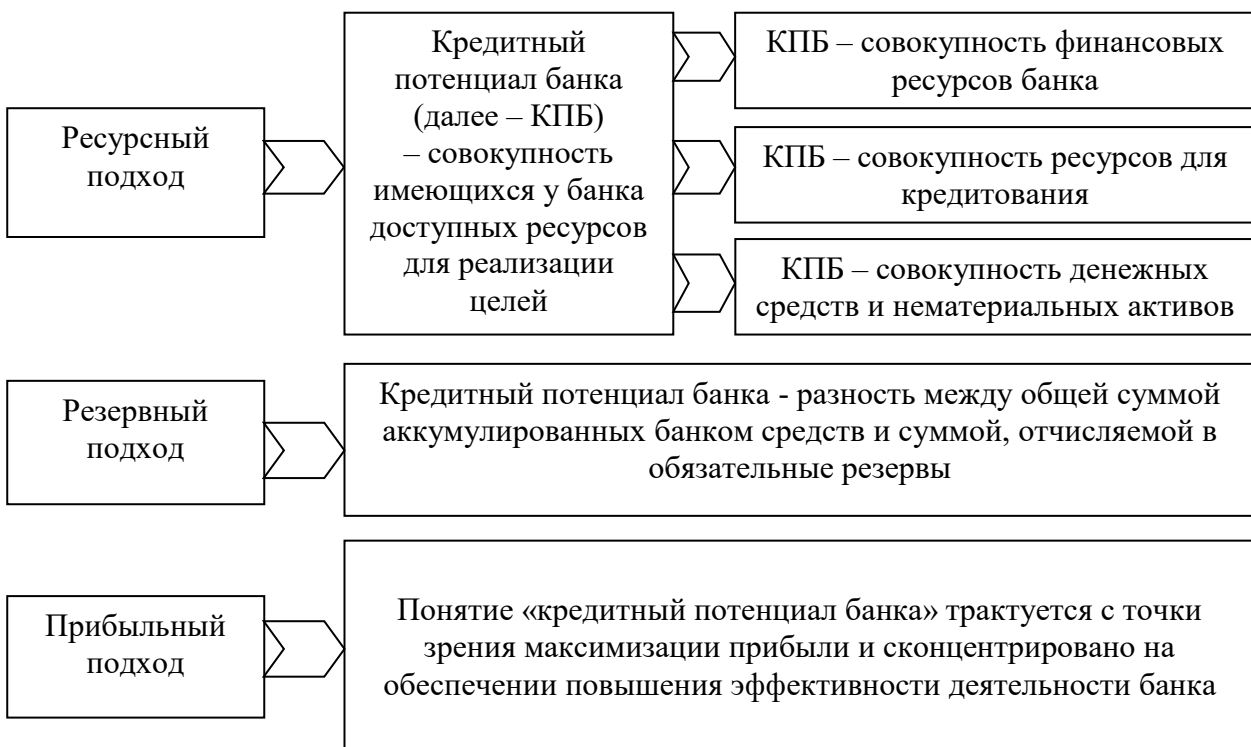 Ресурсный
подход
Кредитный
потенциал банка
(далее – КПБ)
– совокупность
имеющихся у банка
доступных ресурсов
для реализации
целей
КПБ – совокупность финансовых
ресурсов банка
КПБ – совокупность ресурсов для
кредитования
КПБ – совокупность денежных
средств и нематериальных активов
Резервный
подход
Кредитный потенциал банка - разность между общей суммой
аккумулированных банком средств и суммой, отчисляемой в
обязательные резервы
Прибыльный
подход
Понятие «кредитный потенциал банка» трактуется с точки
зрения максимизации прибыли и сконцентрировано на
обеспечении повышения эффективности деятельности банка